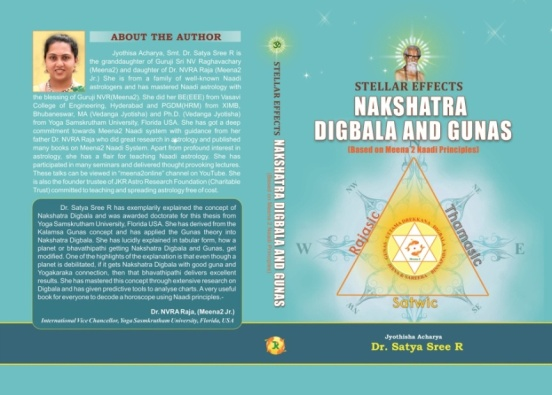 ABOUT THE AUTHOR
Jyothisa Acharya, Smt. Dr. Satya Sree R is
the granddaughter of Guruji Sri NV Raghavachary
(Meena2) and daughter of Dr. NVRA Raja (Meena2
Jr.) She is from a family of well-known Naadi
astrologers and has mastered Naadi astrology with
the blessing of Guruji NVR(Meena2). She did her BE(EEE) from Vasavi
College of Engineering, Hyderabad and PGDM(HRM) from XIMB,
Bhubaneswar, MA (Vedanga Jyotisha) and Ph.D. (Vedanga Jyotisha)
from Yoga Samskrutham University, Florida USA. She has got a deep
commitment towards Meena2 Naadi system with guidance from her
father Dr. NVRA Raja who did great research in astrology and published
many books on Meena2 Naadi System. Apart from profound interest in
astrology, she has a flair for teaching Naadi astrology. She has
participated in many seminars and delivered thought provoking lectures.
These talks can be viewed in "meena2online" channel on YouTube. She
is also the founder trustee of JKR Astro Research Foundation (Charitable
Trust) committed to teaching and spreading astrology free of cost.
Dr. Satya Sree R has exemplarily explained the concept of
Nakshatra Digbala and was awarded doctorate for this thesis from
Yoga Samskrutham University, Florida USA. She has derived from the
Kalamsa Gunas concept and has applied the Gunas theory into
Nakshatra Digbala. She has lucidly explained in tabular form, how a
planet or bhavathipathi getting Nakshatra Digbala and Gunas, get
modified. One of the highlights of the explanation is that even though a
planet is debilitated, if it gets Nakshatra Digbala with good guna and
Yogakaraka connection, then that bhavathipathi delivers excellent
results. She has mastered this concept through extensive research on
Digbala and has given predictive tools to analyse charts. A very useful
book for everyone to decode a horoscope using Naadi principles.-
Dr. NVRA Raja, (Meena2 Jr.)
International Vice Chancellor, Yoga Sasmkrutham University, Florida, USA
ॐ
STELLAR EFFECTS NAKSHATRA DIGBALA AND GUNAS
STELLAR EFFECTS
NAKSHATRA
DIGBALA AND GUNAS
(Based on Meena 2 Naadi Principles)
Rajasic
Thamasic
W
E
Satwic
Jyothisha Acharya
Dr. Satya Sree R